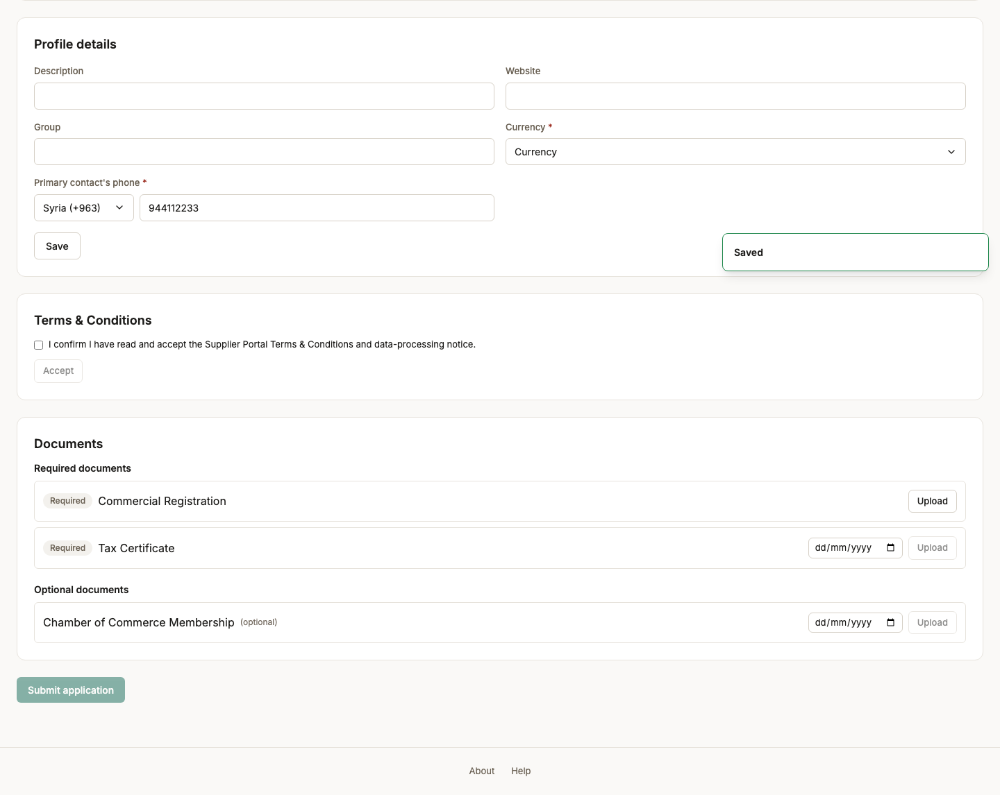 Profile details
Description
Website
Group
Currency *
Currency
Primary contact's phone *
Syria (+963)
944112233
Save
Saved
Terms & Conditions
I confirm I have read and accept the Supplier Portal Terms & Conditions and data-processing notice.
Accept
Documents
Required documents
Required Commercial Registration
Upload
Required Tax Certificate
dd/mm/yyyy
Upload
Optional documents
Chamber of Commerce Membership (optional)
dd/mm/yyyy
Upload
Submit application
About
Help